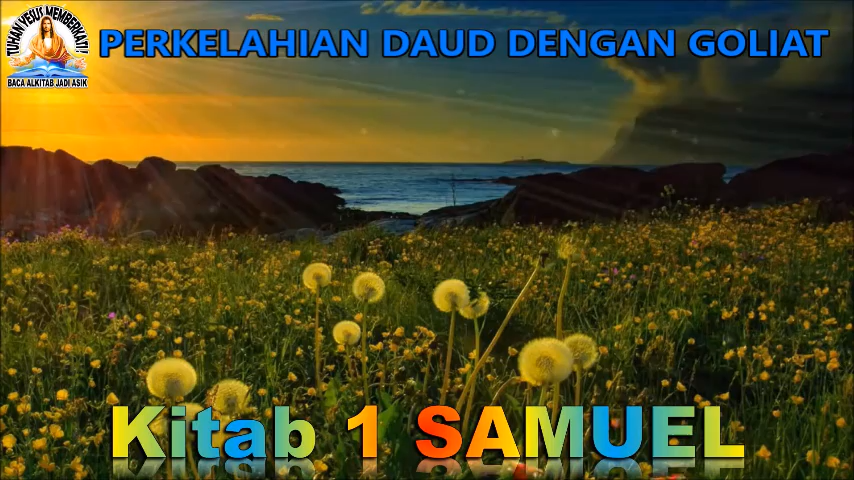 TUHAN YESUS MEMBERKATI
BACA ALKITAB JADI ASIK
PERKELAHIAN DAUD DENGAN GOLIAT
Kitab 1 SAMUEL